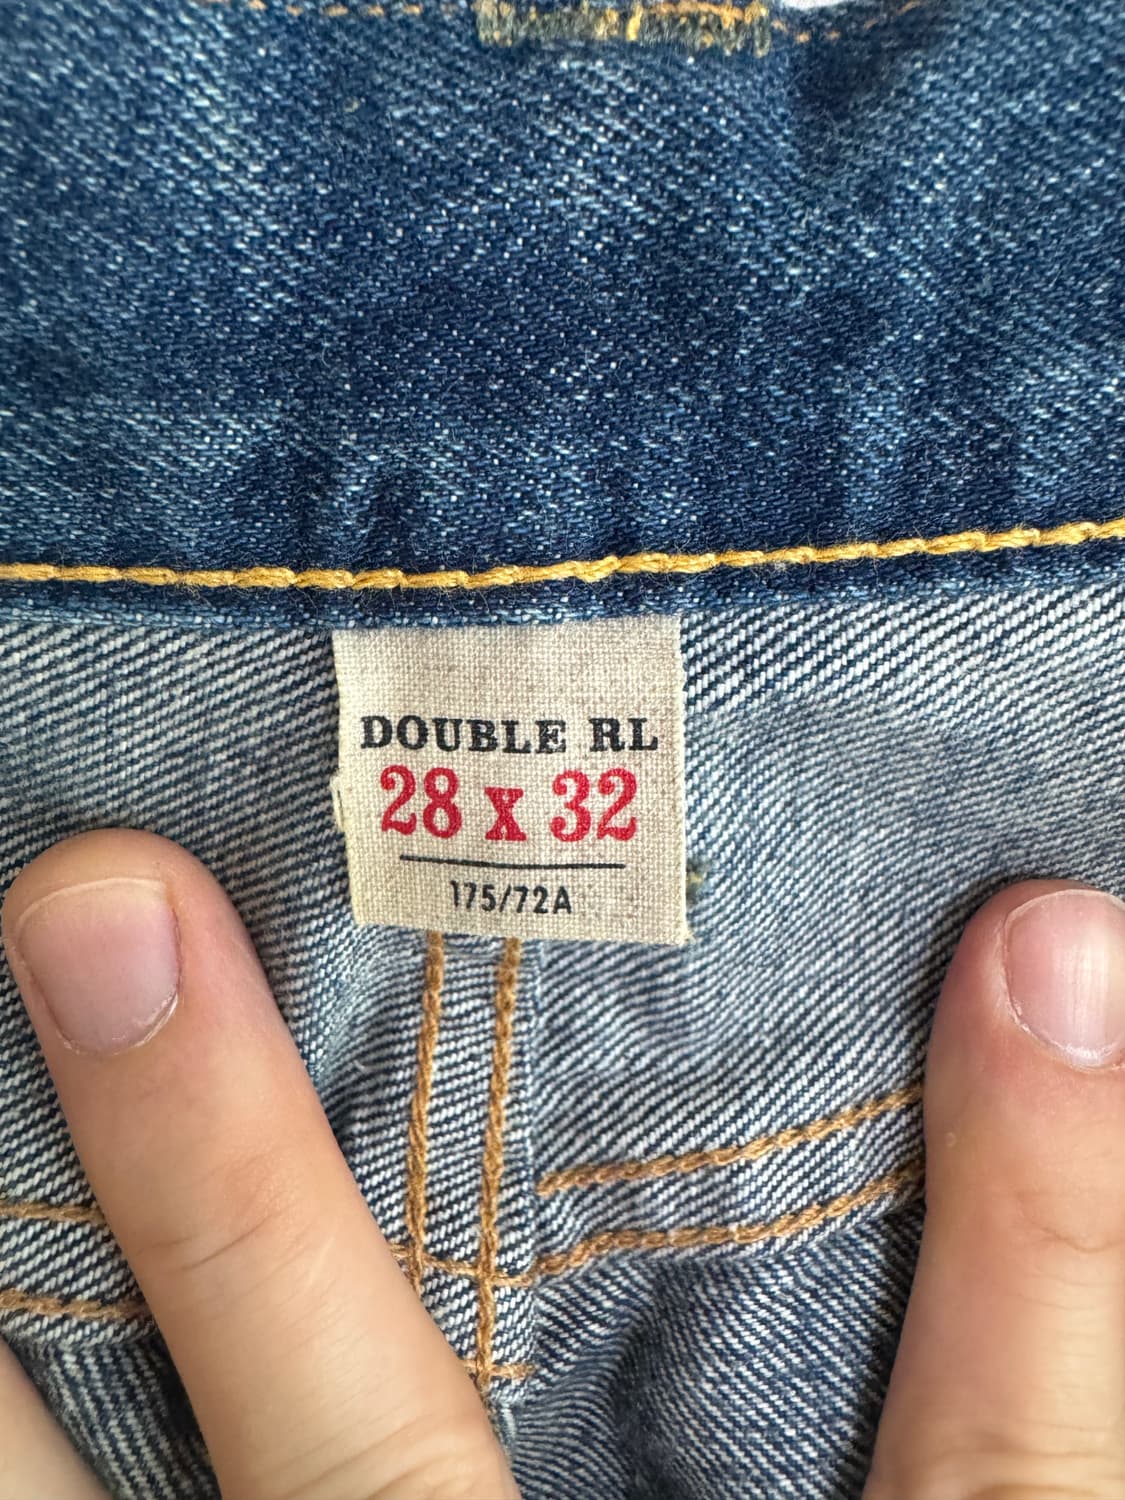 DOUBLE RL
28 x 32
175/72A